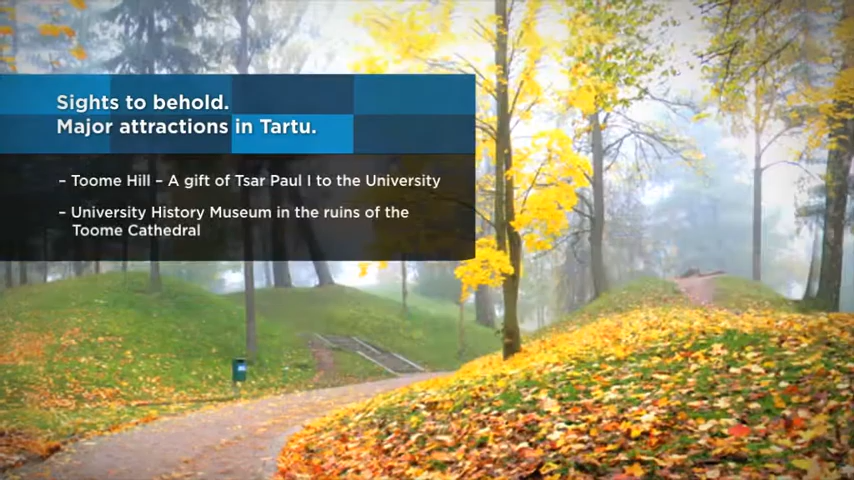 Sights to behold.
Major attractions in Tartu.
– Toome Hill – A gift of Tsar Paul I to the University
– University History Museum in the ruins of the
Toome Cathedral